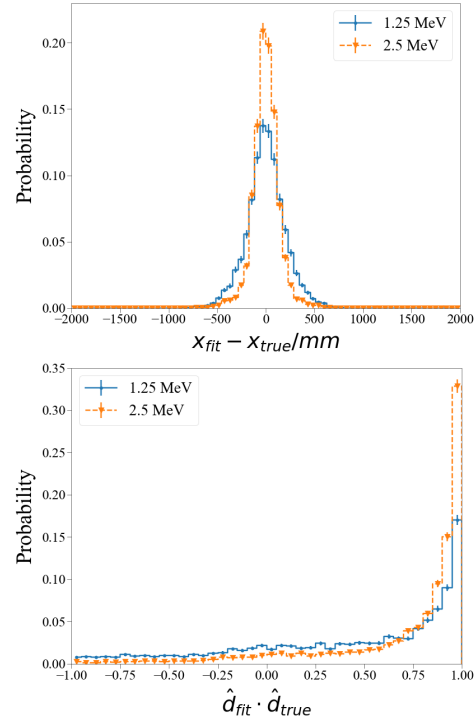 1.25 MeV
2.5 MeV
Probability
0.20
0.15
0.10
0.05
0.00
−2000 −1500 −1000 −500 0 500 1000 1500 2000
x_fit − x_true/mm
1.25 MeV
2.5 MeV
Probability
0.35
0.30
0.25
0.20
0.15
0.10
0.05
0.00
−1.00 −0.75 −0.50 −0.25 0.00 0.25 0.50 0.75 1.00
d̂_fit · d̂_true